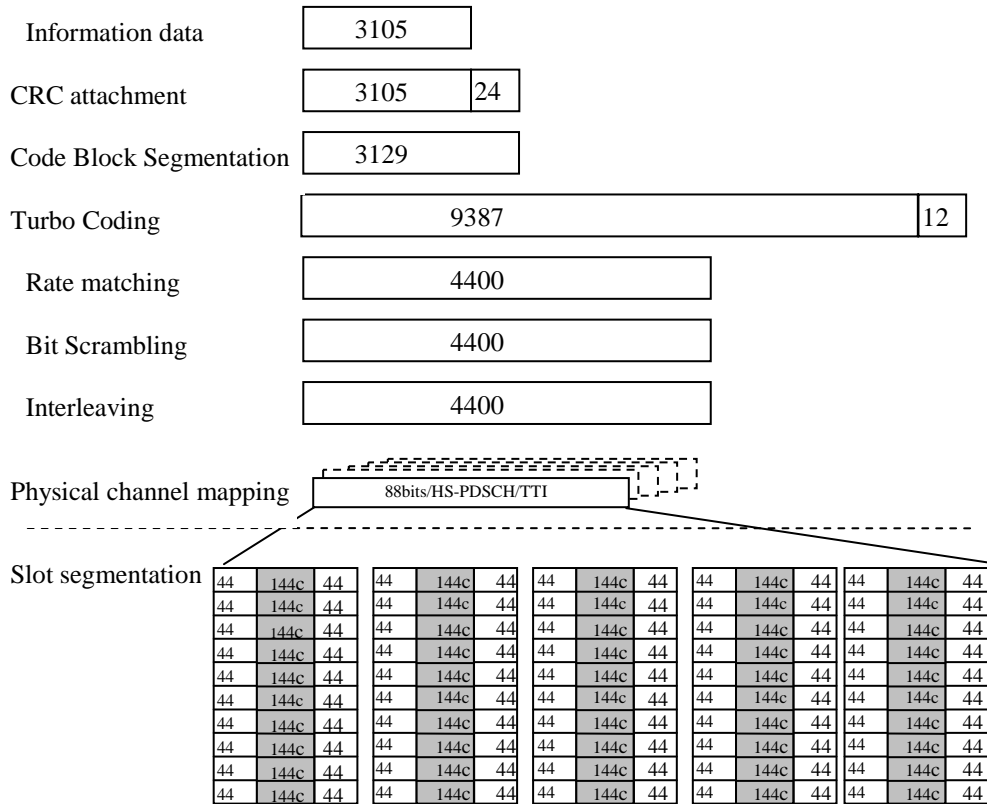 Information data 3105
CRC attachment 3105 24
Code Block Segmentation 3129
Turbo Coding 9387 12
Rate matching 4400
Bit Scrambling 4400
Interleaving 4400
Physical channel mapping 88bits/HS-PDSCH/TTI
Slot segmentation
44 144c 44 44 144c 44 44 144c 44 44 144c 44 44 144c 44
44 144c 44 44 144c 44 44 144c 44 44 144c 44 44 144c 44
44 144c 44 44 144c 44 44 144c 44 44 144c 44 44 144c 44
44 144c 44 44 144c 44 44 144c 44 44 144c 44 44 144c 44
44 144c 44 44 144c 44 44 144c 44 44 144c 44 44 144c 44
44 144c 44 44 144c 44 44 144c 44 44 144c 44 44 144c 44
44 144c 44 44 144c 44 44 144c 44 44 144c 44 44 144c 44
44 144c 44 44 144c 44 44 144c 44 44 144c 44 44 144c 44
44 144c 44 44 144c 44 44 144c 44 44 144c 44 44 144c 44
44 144c 44 44 144c 44 44 144c 44 44 144c 44 44 144c 44